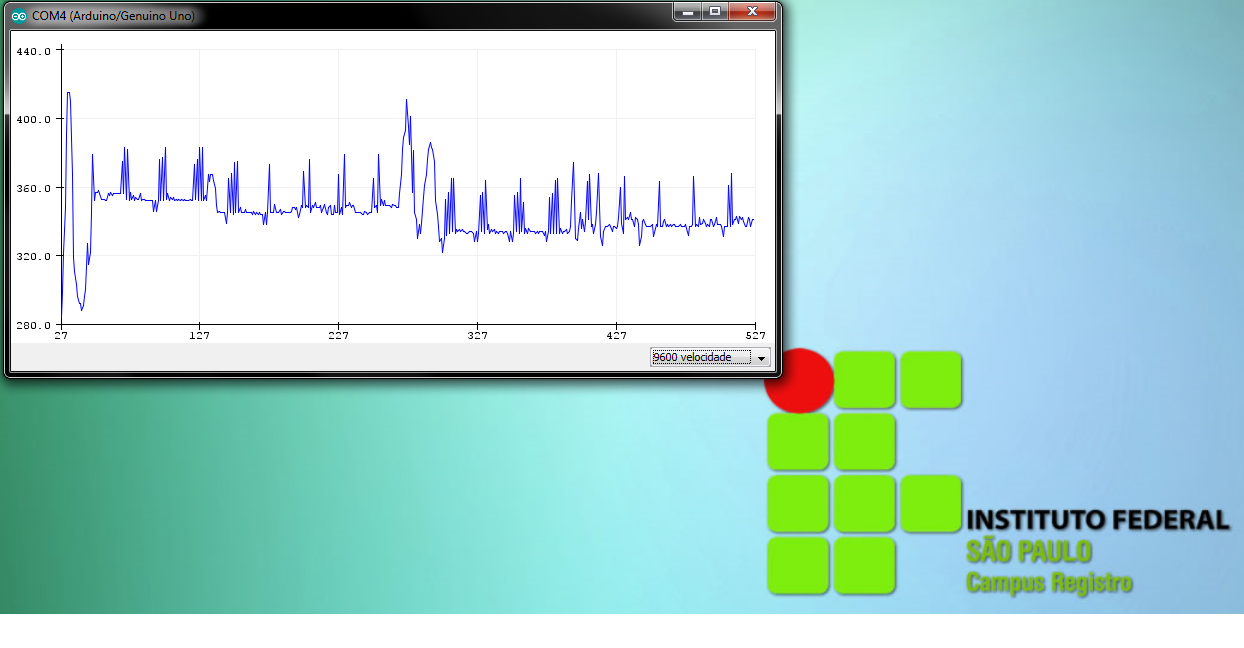 COM4 (Arduino/Genuino Uno)
440.0
400.0
360.0
320.0
280.0
27 127 227 327 427 527
9600 velocidade
INSTITUTO FEDERAL
SÃO PAULO
Campus Registro